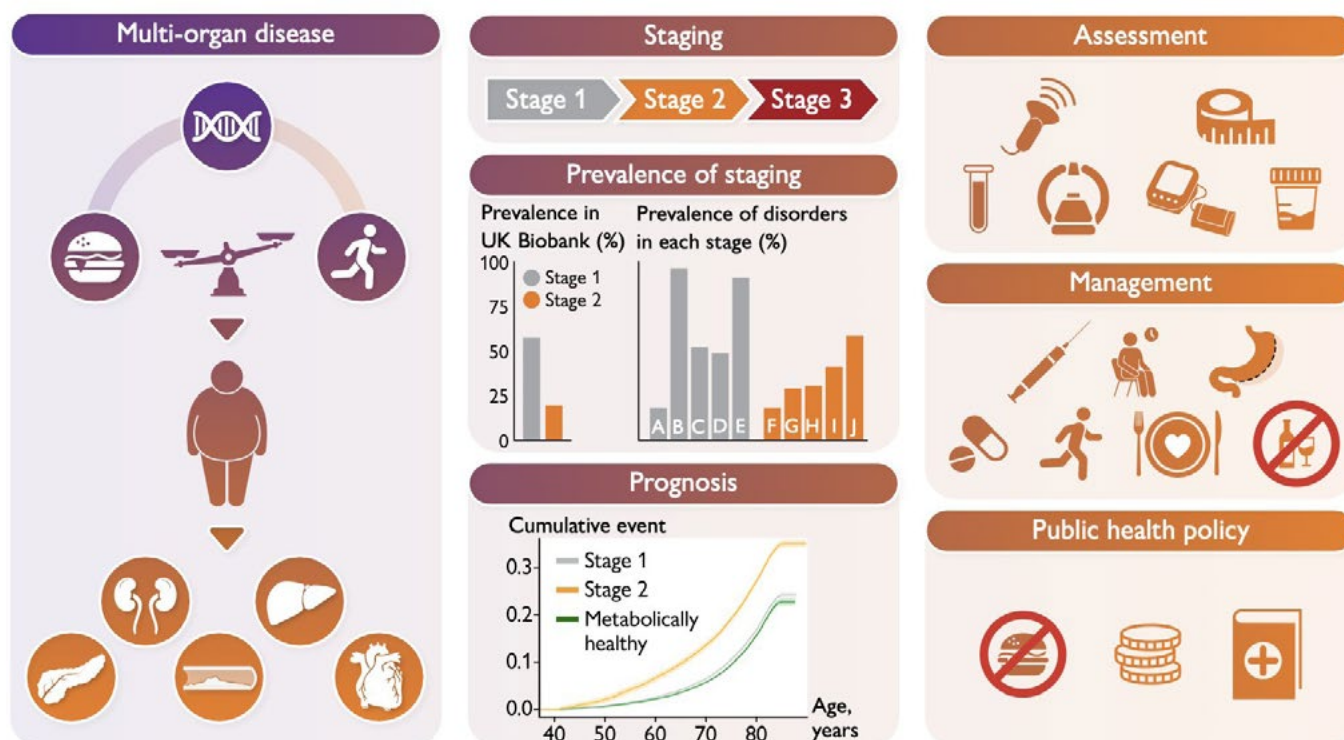 Multi-organ disease
Staging
Stage 1
Stage 2
Stage 3
Prevalence of staging
Prevalence in
UK Biobank (%)
100
75
50
25
0
Stage 1
Stage 2
Prevalence of disorders
in each stage (%)
A B C D E F G H I J
Prognosis
Cumulative event
0.3
0.2
0.1
0.0
Stage 1
Stage 2
Metabolically
healthy
40 50 60 70 80
Age,
years
Assessment
Management
Public health policy